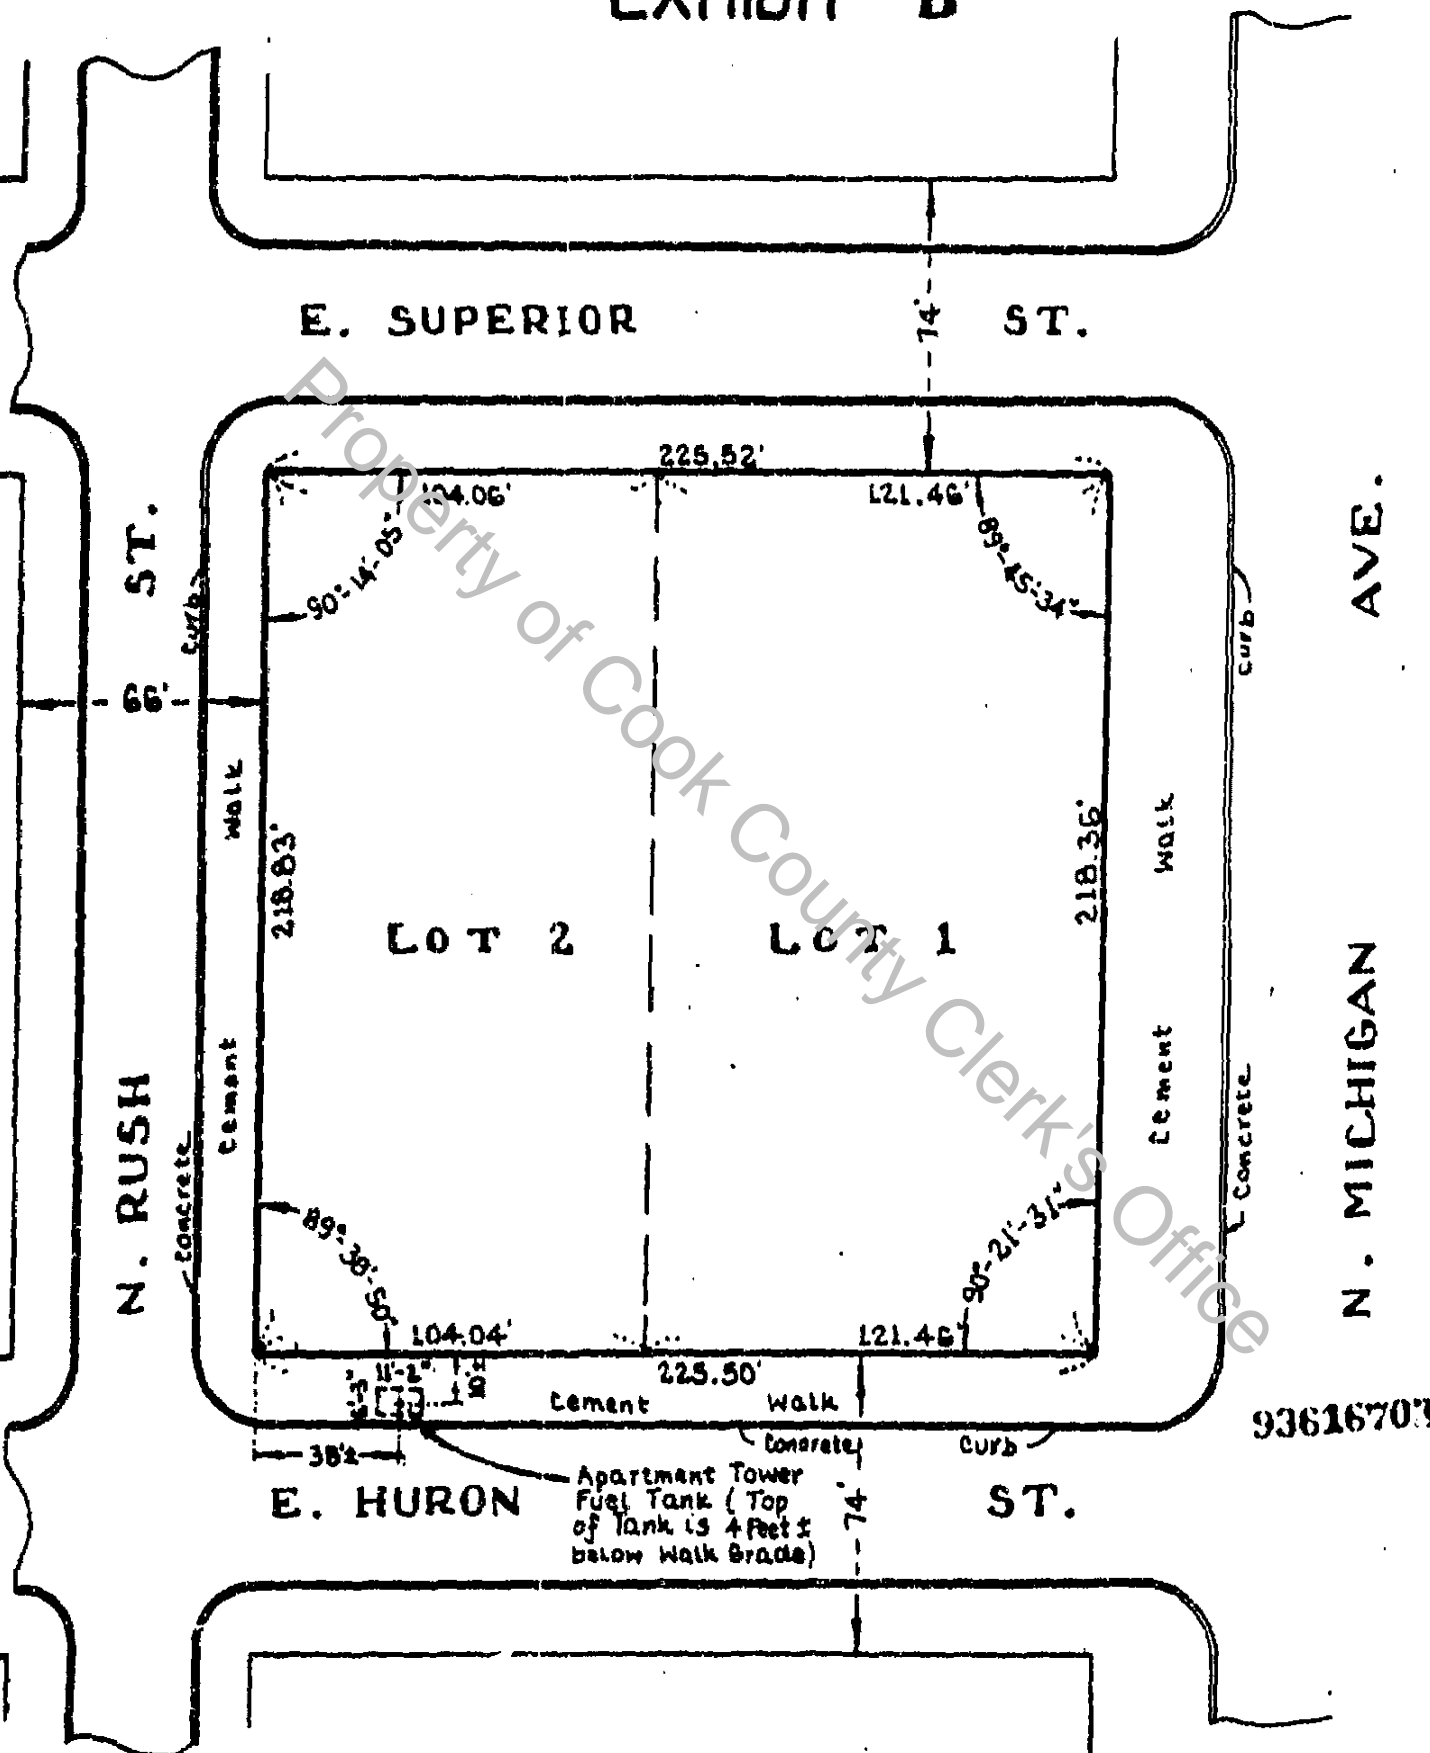 EXHIBIT B
E. SUPERIOR ST.
74'
225.52'
104.06'
121.46'
90°-14'-05"
89°-45'-34"
N. RUSH ST.
66'
Curb
Concrete
Cement Walk
218.83'
LOT 2
LOT 1
218.36'
Cement Walk
Curb
Concrete
N. MICHIGAN AVE.
89°-38'-50"
90°-21'-31"
104.04'
121.46'
225.50'
11'-2"
10'±
Cement Walk
Concrete Curb
38'±
E. HURON ST.
74'
Apartment Tower
Fuel Tank (Top
of Tank is 4 Feet ±
below Walk Grade)
Property of Cook County Clerk's Office